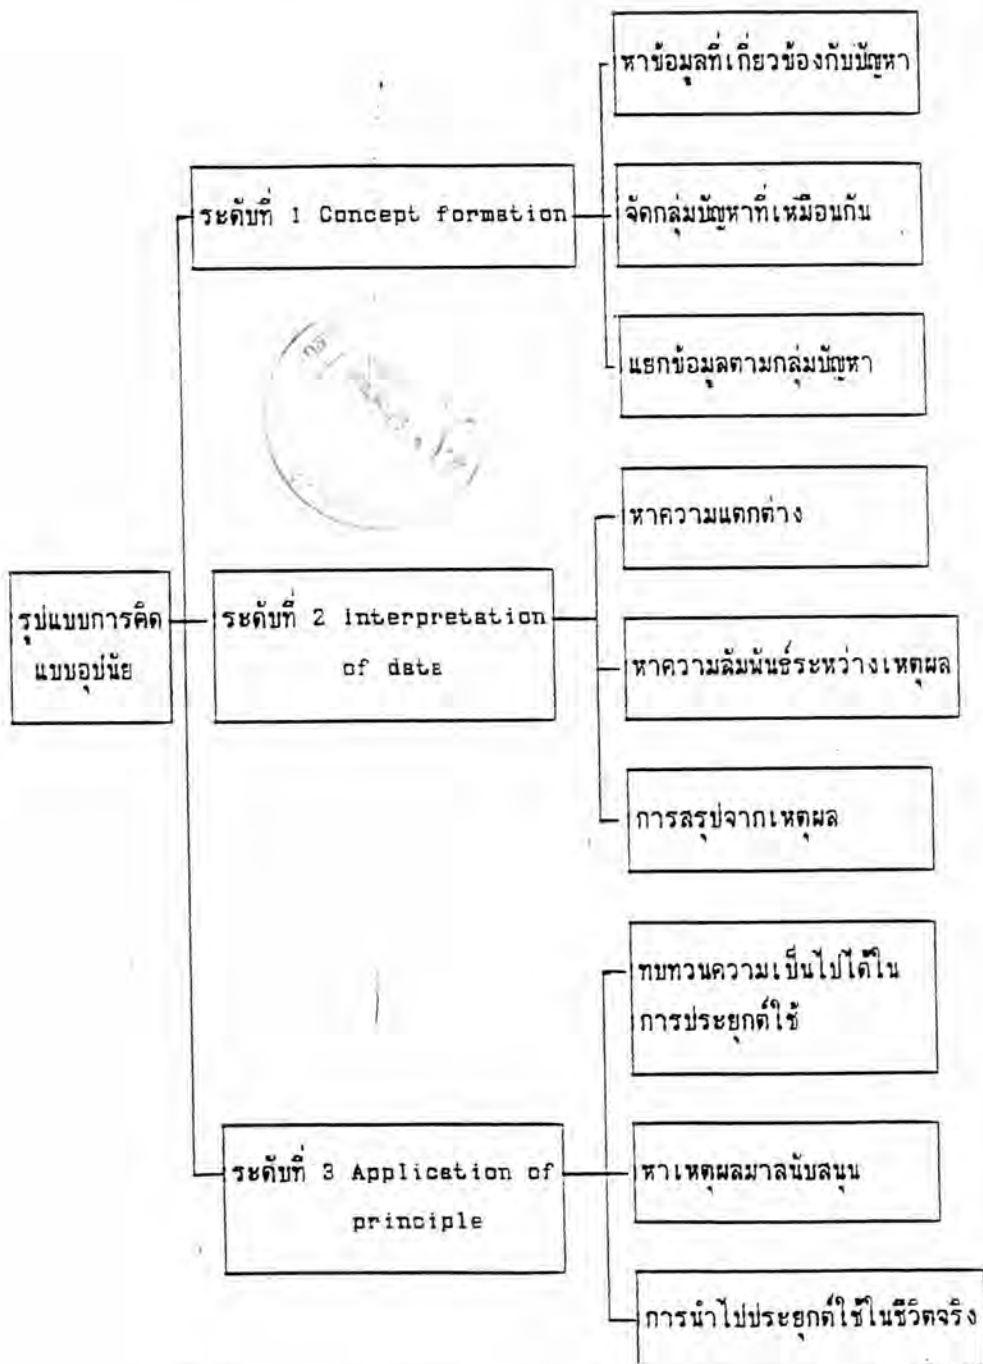 หาข้อมูลที่เกี่ยวข้องกับปัญหา
ระดับที่ 1 Concept formation
จัดกลุ่มปัญหาที่เหมือนกัน
แยกข้อมูลตามกลุ่มปัญหา
หาความแตกต่าง
รูปแบบการคิด
แบบอุปนัย
ระดับที่ 2 Interpretation
of data
หาความสัมพันธ์ระหว่างเหตุผล
การสรุปจากเหตุผล
ทบทวนความเป็นไปได้ใน
การประยุกต์ใช้
ระดับที่ 3 Application of
principle
หาเหตุผลมาสนับสนุน
การนำไปประยุกต์ใช้ในชีวิตจริง